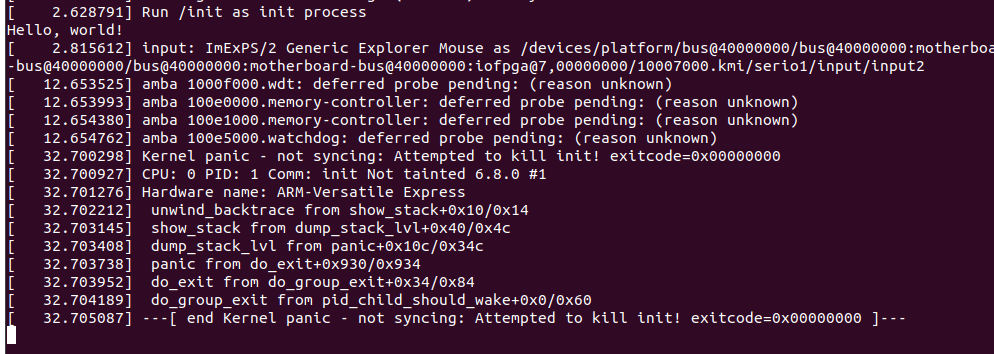 [    2.628791] Run /init as init process
Hello, world!
[    2.815612] input: ImExPS/2 Generic Explorer Mouse as /devices/platform/bus@40000000/bus@40000000:motherboa
-bus@40000000/bus@40000000:motherboard-bus@40000000:iofpga@7,00000000/10007000.kmi/serio1/input/input2
[   12.653525] amba 1000f000.wdt: deferred probe pending: (reason unknown)
[   12.653993] amba 100e0000.memory-controller: deferred probe pending: (reason unknown)
[   12.654380] amba 100e1000.memory-controller: deferred probe pending: (reason unknown)
[   12.654762] amba 100e5000.watchdog: deferred probe pending: (reason unknown)
[   32.700298] Kernel panic - not syncing: Attempted to kill init! exitcode=0x00000000
[   32.700927] CPU: 0 PID: 1 Comm: init Not tainted 6.8.0 #1
[   32.701276] Hardware name: ARM-Versatile Express
[   32.702212]  unwind_backtrace from show_stack+0x10/0x14
[   32.703145]  show_stack from dump_stack_lvl+0x40/0x4c
[   32.703408]  dump_stack_lvl from panic+0x10c/0x34c
[   32.703738]  panic from do_exit+0x930/0x934
[   32.703952]  do_exit from do_group_exit+0x34/0x84
[   32.704189]  do_group_exit from pid_child_should_wake+0x0/0x60
[   32.705087] ---[ end Kernel panic - not syncing: Attempted to kill init! exitcode=0x00000000 ]---